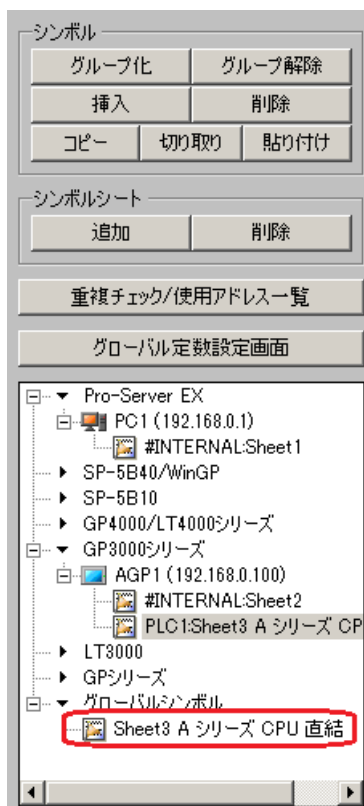 シンボル
グループ化 グループ解除
挿入 削除
コピー 切り取り 貼り付け
シンボルシート
追加 削除
重複チェック/使用アドレス一覧
グローバル定数設定画面
Pro-Server EX
PC1 (192.168.0.1)
#INTERNAL:Sheet1
SP-5B40/WinGP
SP-5B10
GP4000/LT4000シリーズ
GP3000シリーズ
AGP1 (192.168.0.100)
#INTERNAL:Sheet2
PLC1:Sheet3 A シリーズ CP
LT3000
GPシリーズ
グローバルシンボル
Sheet3 A シリーズ CPU 直結